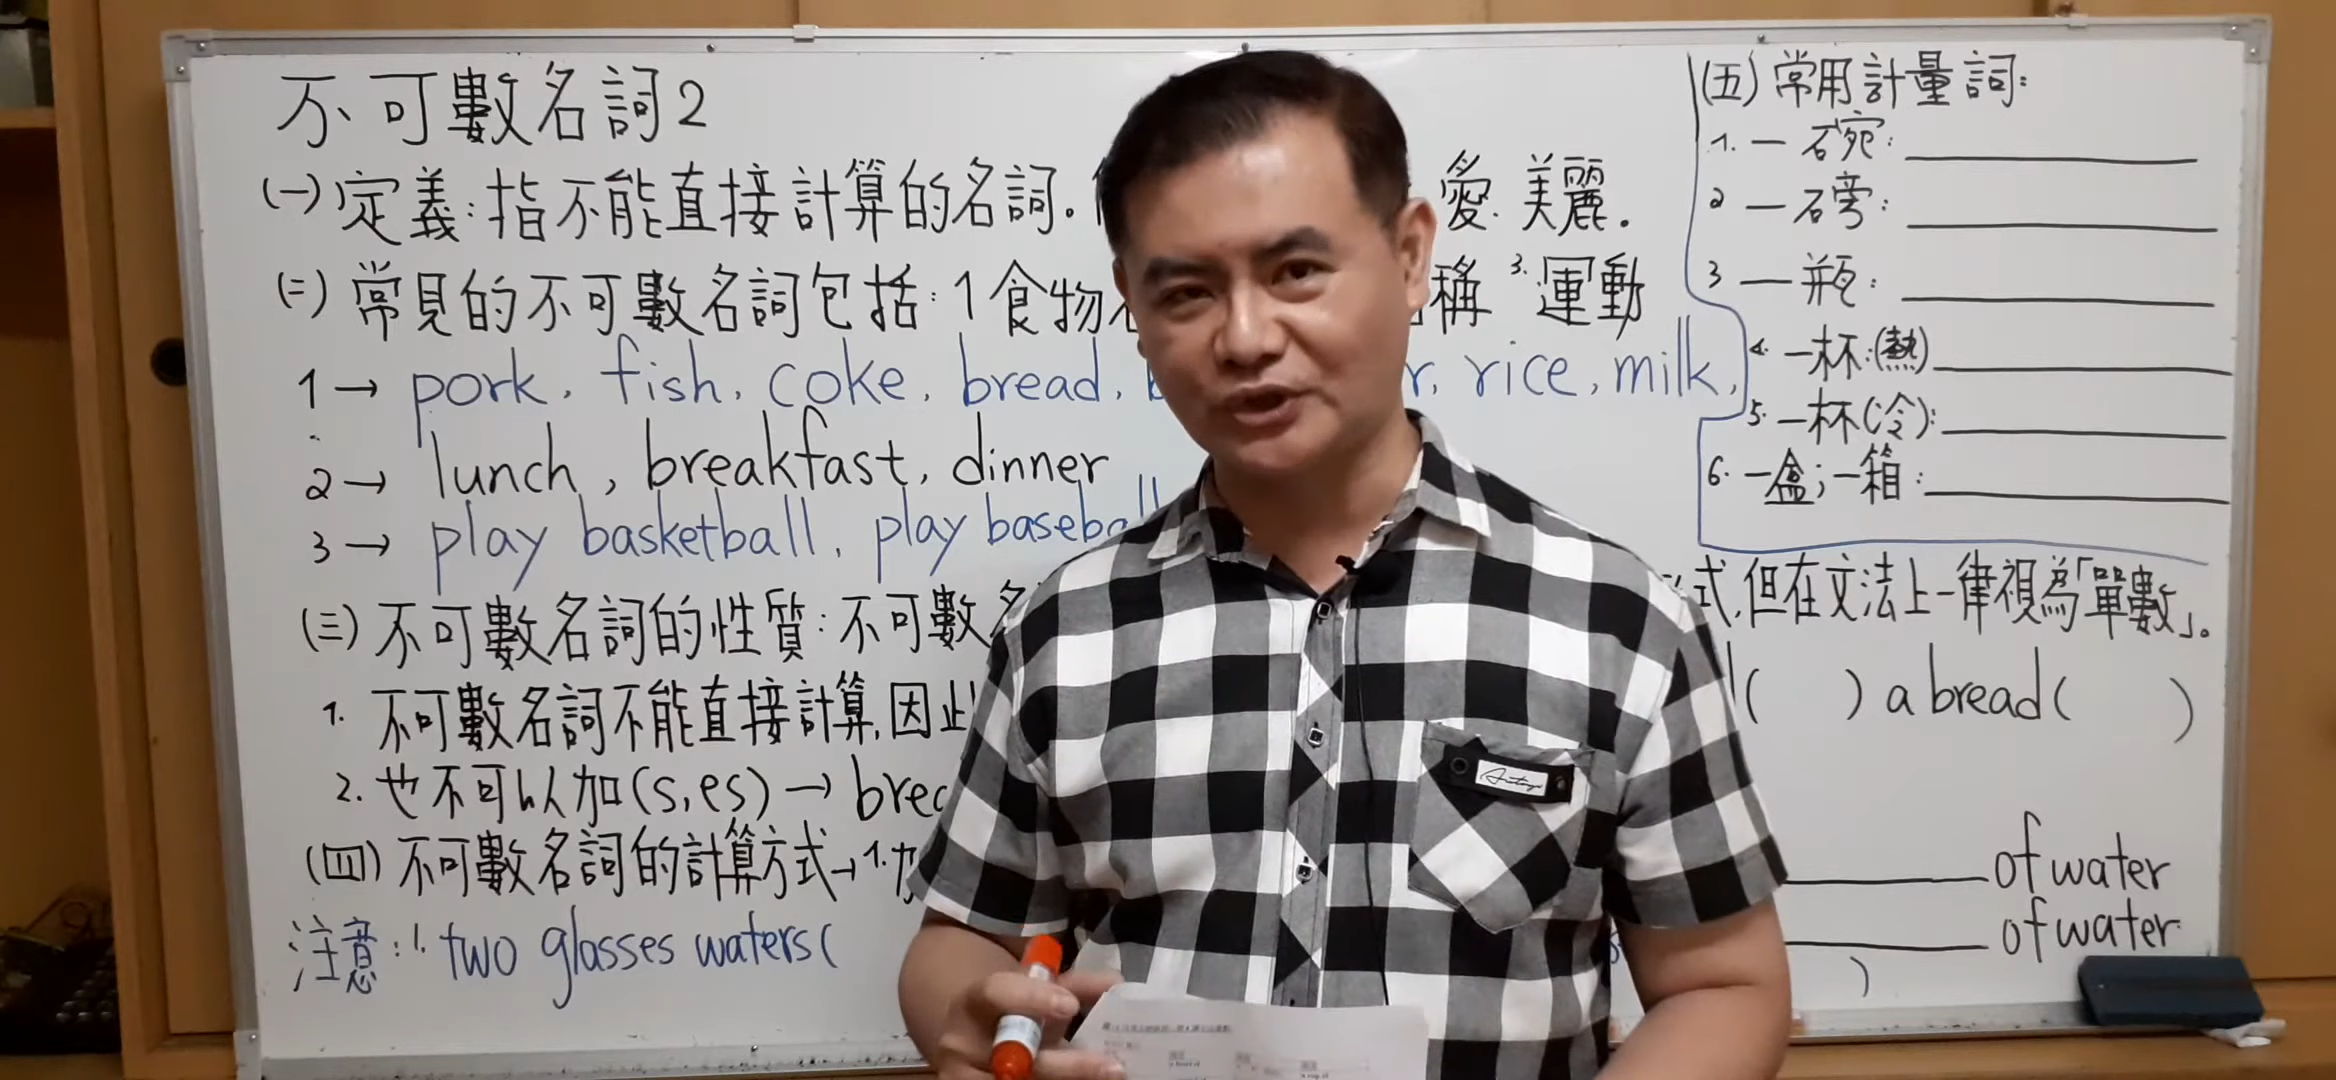 不可數名詞2
(一)定義:指不能直接計算的名詞。
愛.美麗.
(二)常見的不可數名詞包括:1食物
稱 3.運動
1→ pork, fish, coke, bread,
r, rice, milk,
2→ lunch, breakfast, dinner
3→ play basketball, play baseball
(三)不可數名詞的性質:不可數名
式,但在文法上一律視為「單數」。
1. 不可數名詞不能直接計算,因此
( ) a bread ( )
2. 也不可以加(s,es)→ brea
(四)不可數名詞的計算方式→1.加
of water
of water
注意:1. two glasses waters(
)
(五)常用計量詞:
1. 一碗:
2 一磅:
3 一瓶:
4. 一杯:(熱)
5. 一杯(冷):
6. 一盒;一箱: